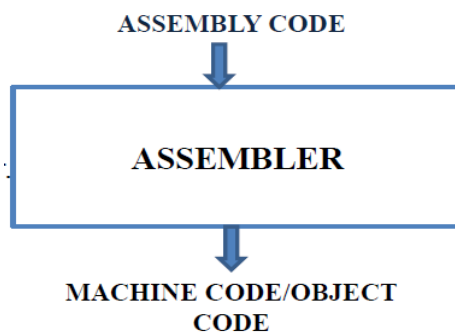 ASSEMBLY CODE
ASSEMBLER
MACHINE CODE/OBJECT
CODE